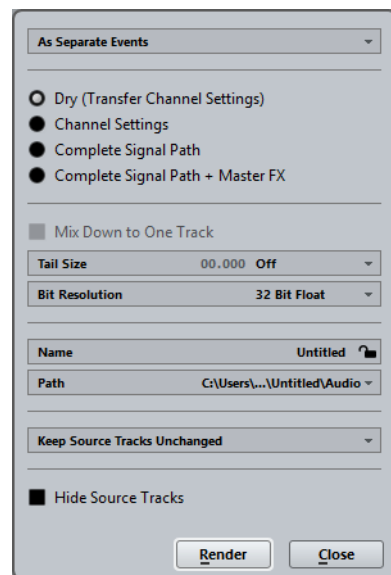 As Separate Events
Dry (Transfer Channel Settings)
Channel Settings
Complete Signal Path
Complete Signal Path + Master FX
Mix Down to One Track
Tail Size 00.000 Off
Bit Resolution 32 Bit Float
Name Untitled
Path C:\Users\...\Untitled\Audio
Keep Source Tracks Unchanged
Hide Source Tracks
Render Close